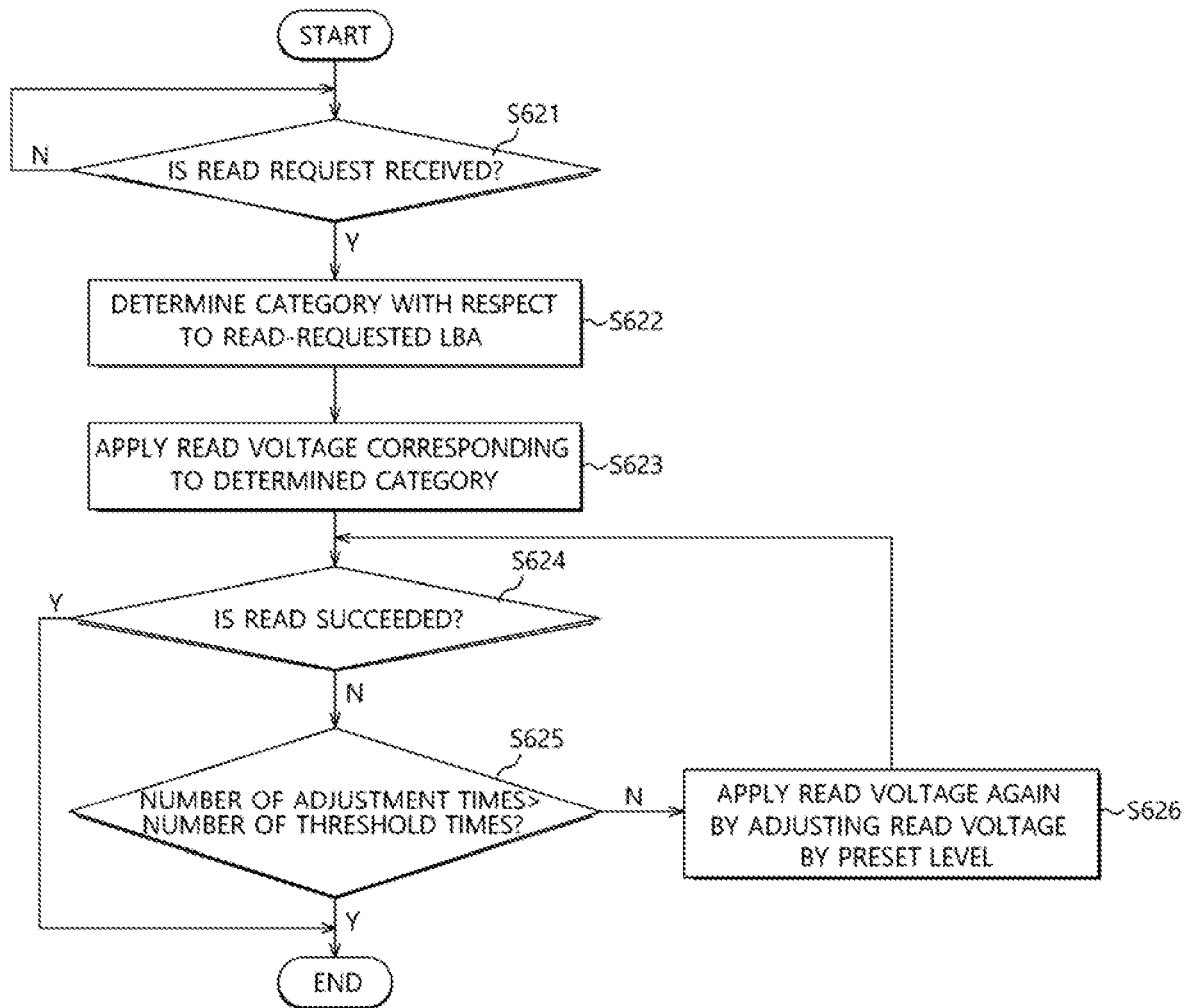 START
S621
N
IS READ REQUEST RECEIVED?
Y
DETERMINE CATEGORY WITH RESPECT
TO READ-REQUESTED LBA
S622
APPLY READ VOLTAGE CORRESPONDING
TO DETERMINED CATEGORY
S623
S624
Y
IS READ SUCCEEDED?
N
S625
NUMBER OF ADJUSTMENT TIMES>
NUMBER OF THRESHOLD TIMES?
N
APPLY READ VOLTAGE AGAIN
BY ADJUSTING READ VOLTAGE
BY PRESET LEVEL
S626
Y
END